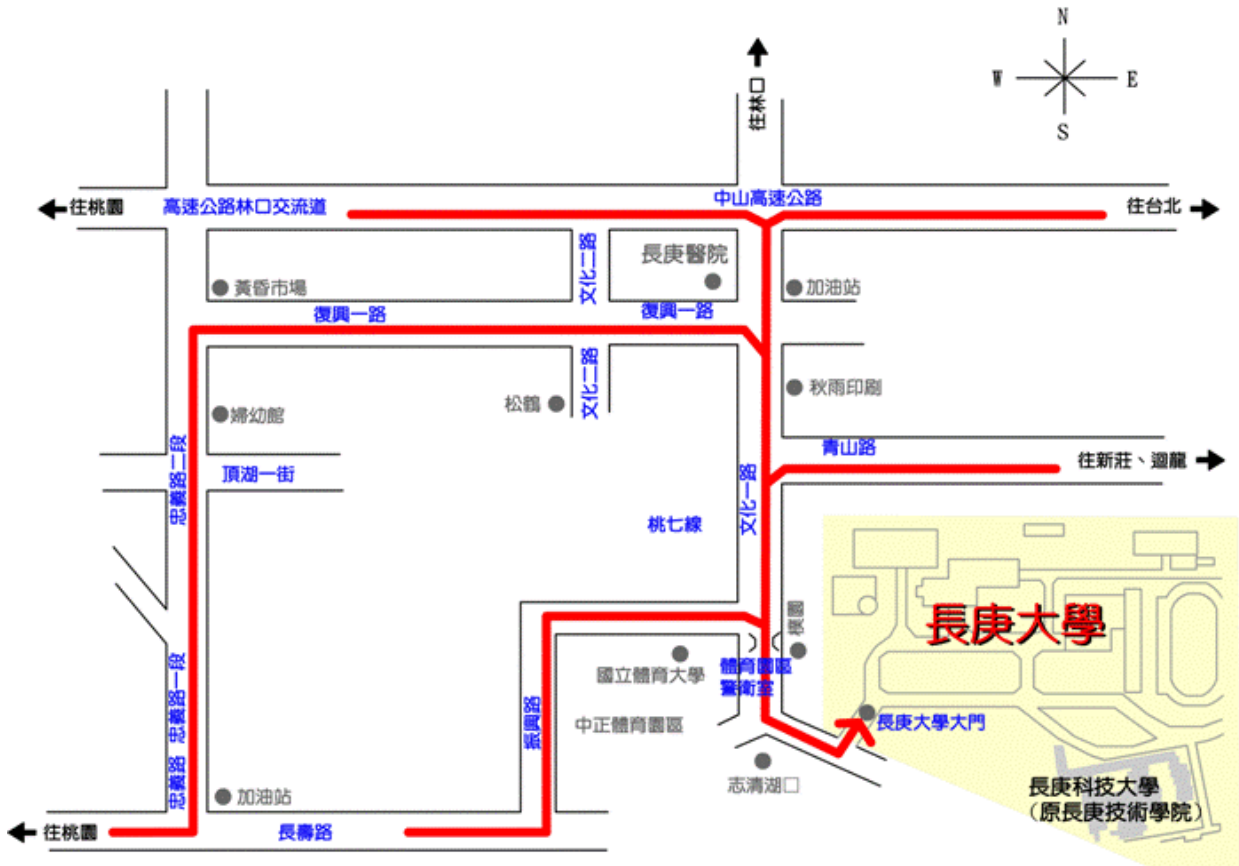 N
W
E
S
往林口
往桃園
高速公路林口交流道
中山高速公路
往台北
文化二路
長庚醫院
黃昏市場
加油站
復興一路
復興一路
文化二路
秋雨印刷
松鶴
婦幼館
青山路
忠義路二段
頂湖一街
文化一路
往新莊、迴龍
桃七線
長庚大學
樸園
國立體育大學
體育園區
警衛室
忠義路一段
振興路
中正體育園區
長庚大學大門
忠義路
志清湖□
長庚科技大學
（原長庚技術學院）
加油站
往桃園
長壽路